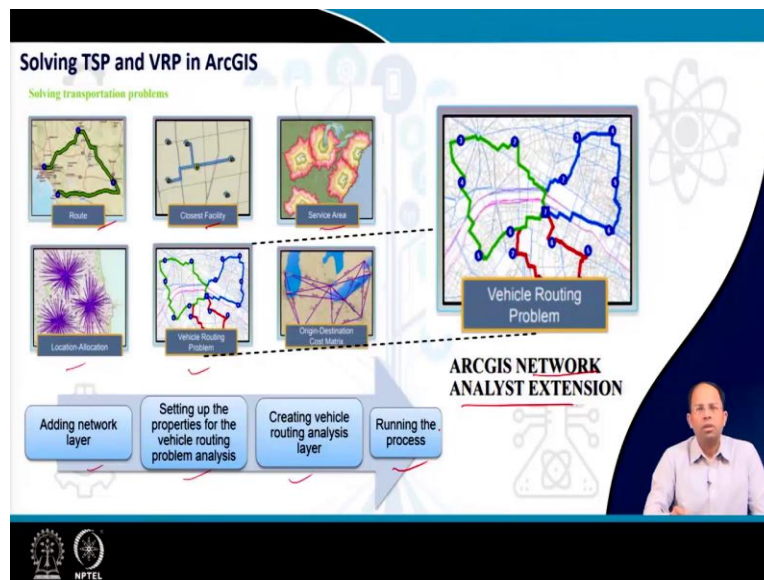 Solving TSP and VRP in ArcGIS
Solving transportation problems
Route
Closest Facility
Service Area
Location-Allocation
Vehicle Routing
Problem
Origin-Destination
Cost Matrix
Vehicle Routing
Problem
ARCGIS NETWORK
ANALYST EXTENSION
Adding network
layer
Setting up the
properties for the
vehicle routing
problem analysis
Creating vehicle
routing analysis
layer
Running the
process
NPTEL